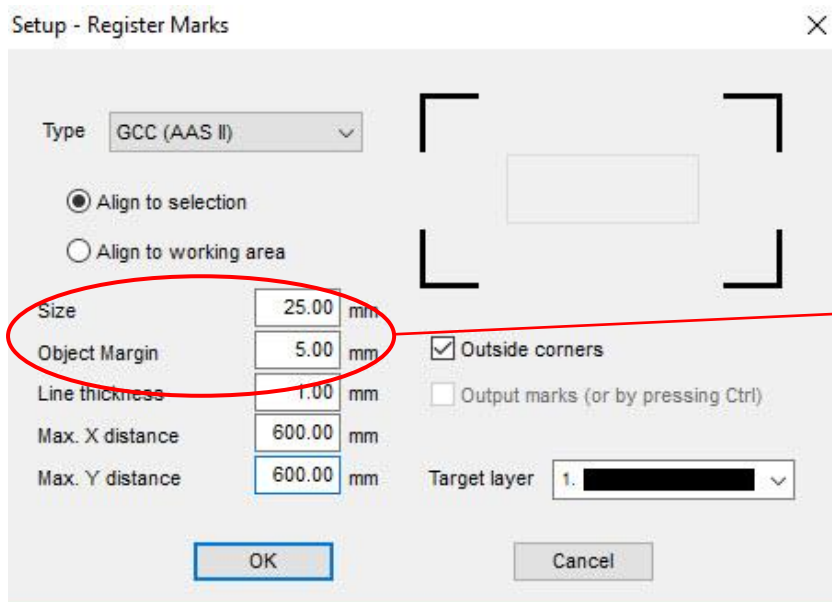 Setup - Register Marks
Type GCC (AAS II)
Align to selection
Align to working area
Size 25.00 mm
Object Margin 5.00 mm
Outside corners
Line thickness 1.00 mm
Output marks (or by pressing Ctrl)
Max. X distance 600.00 mm
Max. Y distance 600.00 mm
Target layer 1.
OK
Cancel